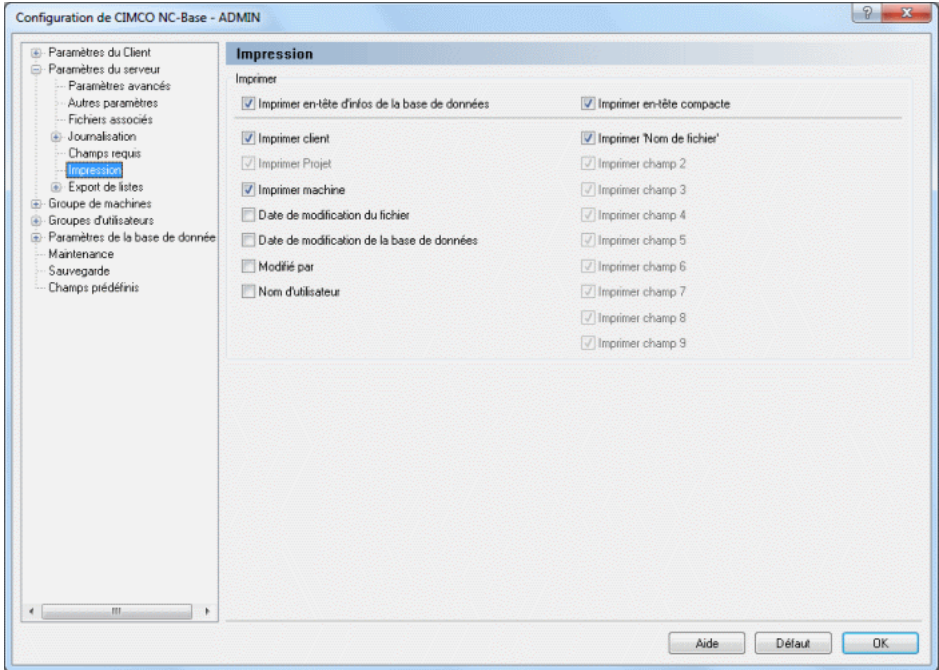 Configuration de CIMCO NC-Base - ADMIN
Paramètres du Client
Paramètres du serveur
Paramètres avancés
Autres paramètres
Fichiers associés
Journalisation
Champs requis
Impression
Export de listes
Groupe de machines
Groupes d'utilisateurs
Paramètres de la base de donnée
Maintenance
Sauvegarde
Champs prédéfinis
Impression
Imprimer
Imprimer en-tête d'infos de la base de données
Imprimer en-tête compacte
Imprimer client
Imprimer 'Nom de fichier'
Imprimer Projet
Imprimer champ 2
Imprimer machine
Imprimer champ 3
Date de modification du fichier
Imprimer champ 4
Date de modification de la base de données
Imprimer champ 5
Modifié par
Imprimer champ 6
Nom d'utilisateur
Imprimer champ 7
Imprimer champ 8
Imprimer champ 9
Aide
Défaut
OK